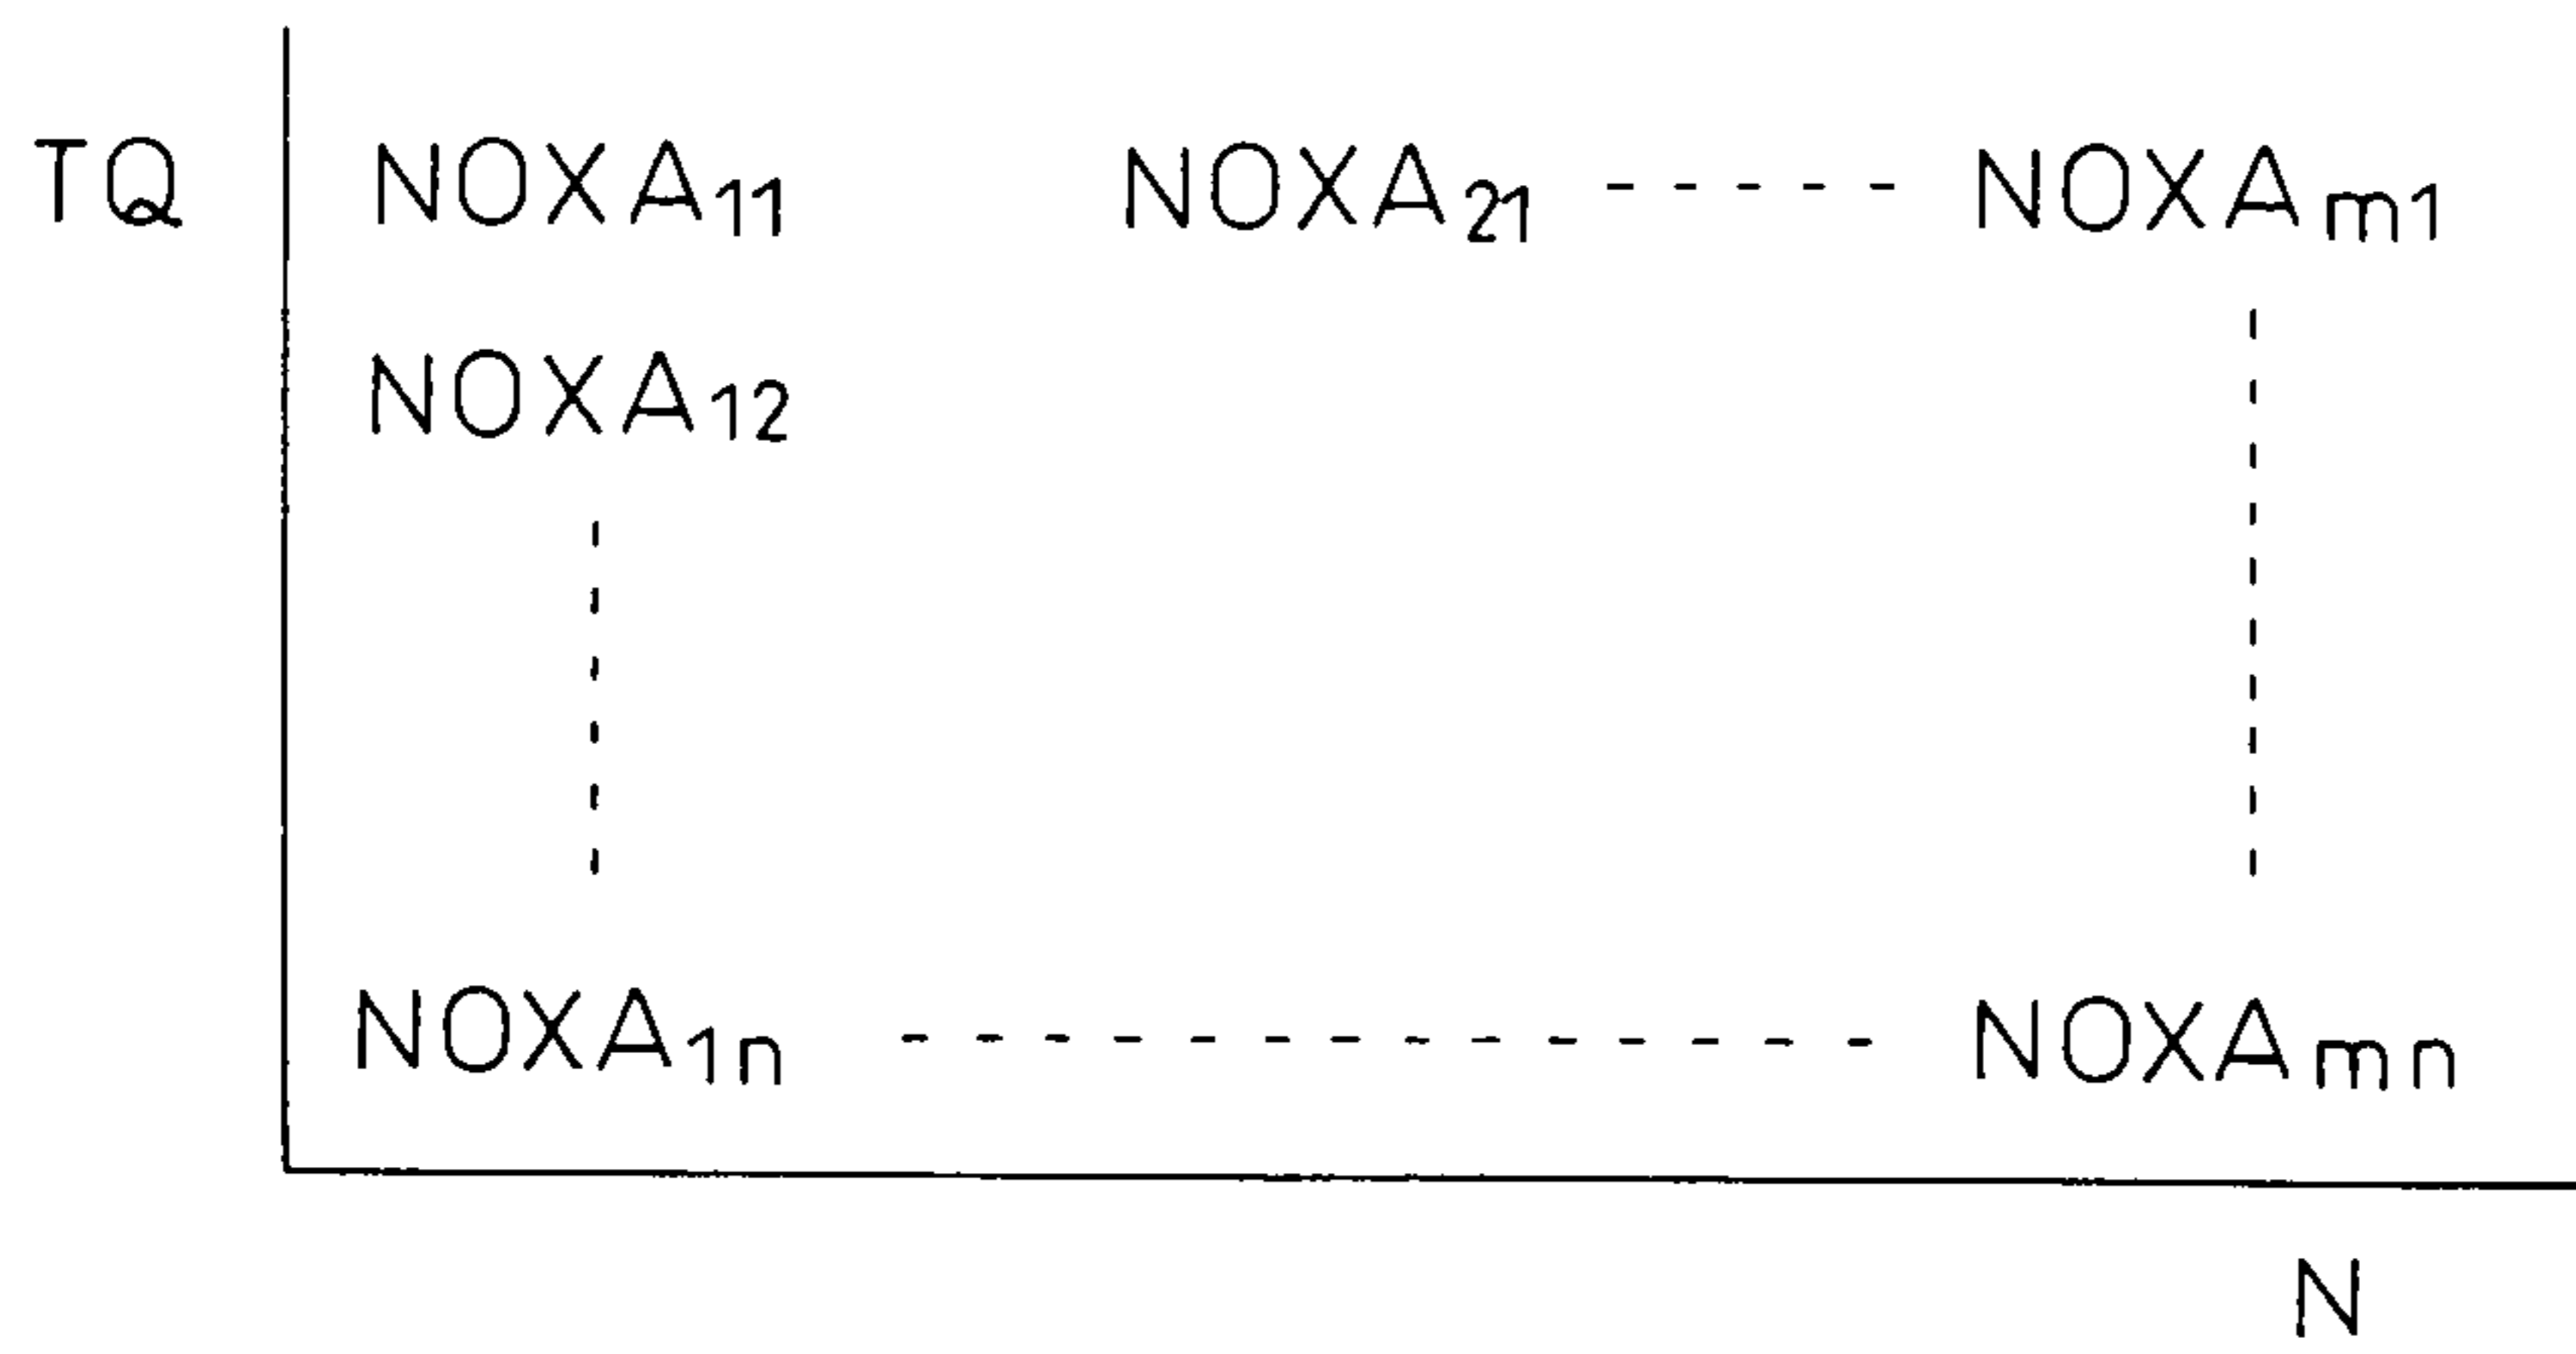 TQ NOXA₁₁ NOXA₂₁ ----- NOXAₘ₁
NOXA₁₂
NOXA₁ₙ ------------- NOXAₘₙ
N